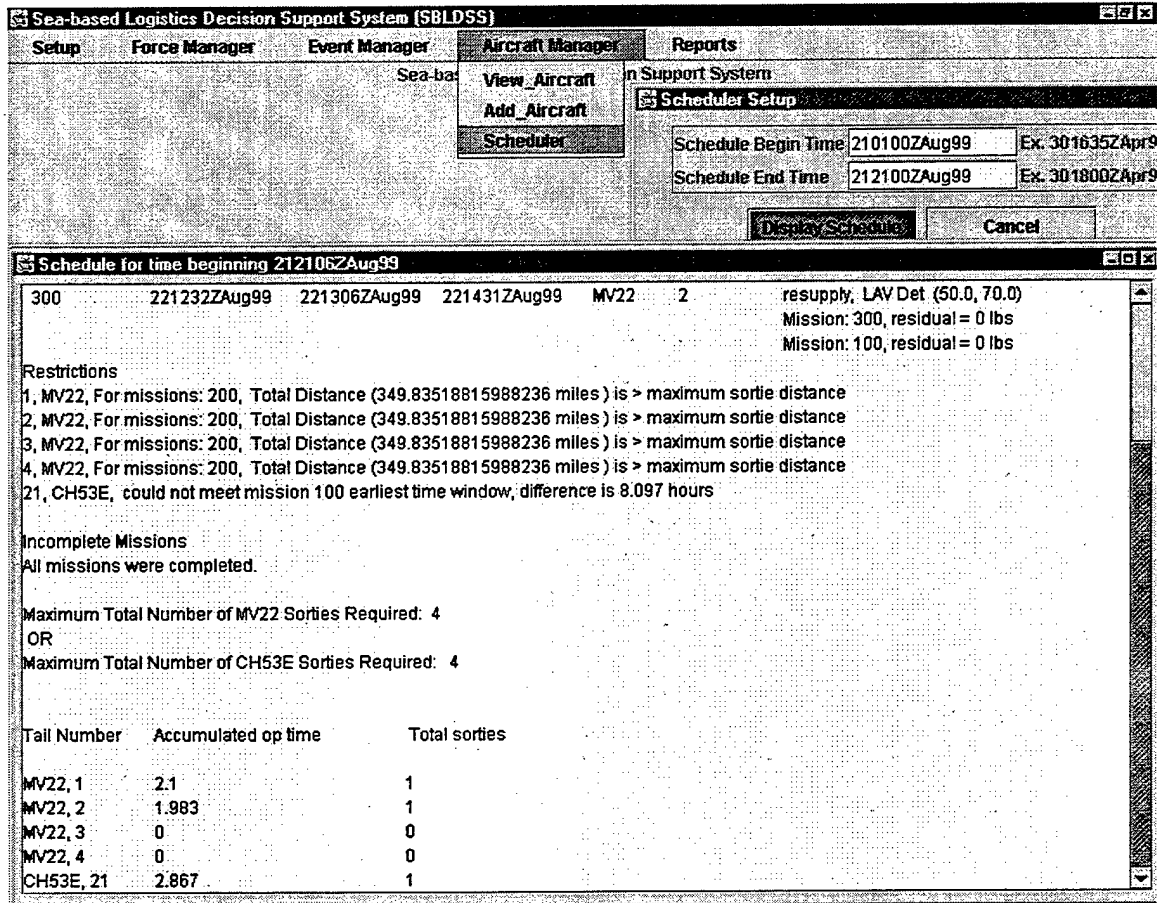 Sea-based Logistics Decision Support System (SBLDSS)
Setup Force Manager Event Manager Aircraft Manager Reports
Sea-bas n Support System
View_Aircraft
Add_Aircraft
Scheduler
Scheduler Setup
Schedule Begin Time 210100ZAug99 Ex. 301635ZApr9
Schedule End Time 212100ZAug99 Ex. 301800ZApr9
Display Schedule Cancel
Schedule for time beginning 212106ZAug99
300 221232ZAug99 221306ZAug99 221431ZAug99 MV22 2 resupply, LAV Det (50.0, 70.0)
Mission: 300, residual = 0 lbs
Mission: 100, residual = 0 lbs
Restrictions
1, MV22, For missions: 200, Total Distance (349.83518815988236 miles ) is > maximum sortie distance
2, MV22, For missions: 200, Total Distance (349.83518815988236 miles ) is > maximum sortie distance
3, MV22, For missions: 200, Total Distance (349.83518815988236 miles ) is > maximum sortie distance
4, MV22, For missions: 200, Total Distance (349.83518815988236 miles ) is > maximum sortie distance
21, CH53E, could not meet mission 100 earliest time window, difference is 8.097 hours
Incomplete Missions
All missions were completed.
Maximum Total Number of MV22 Sorties Required: 4
OR
Maximum Total Number of CH53E Sorties Required: 4
Tail Number Accumulated op time Total sorties
MV22, 1 2.1 1
MV22, 2 1.983 1
MV22, 3 0 0
MV22, 4 0 0
CH53E, 21 2.867 1